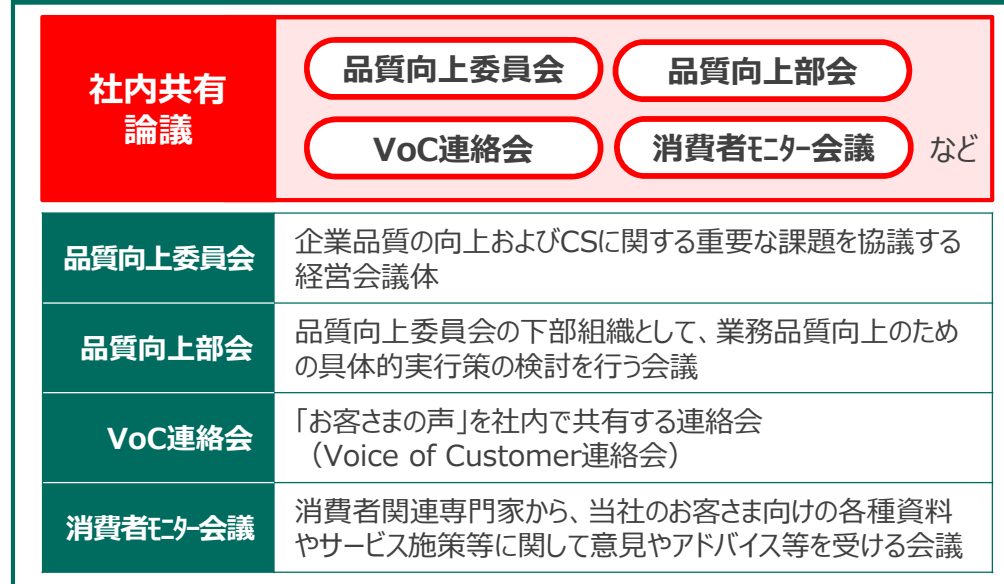 社内共有
論議
品質向上委員会
品質向上部会
VoC連絡会
消費者ﾓﾆﾀｰ会議
など
品質向上委員会
企業品質の向上およびCSに関する重要な課題を協議する
経営会議体
品質向上部会
品質向上委員会の下部組織として、業務品質向上のため
の具体的実行策の検討を行う会議
VoC連絡会
「お客さまの声」を社内で共有する連絡会
（Voice of Customer連絡会）
消費者ﾓﾆﾀｰ会議
消費者関連専門家から、当社のお客さま向けの各種資料
やサービス施策等に関して意見やアドバイス等を受ける会議